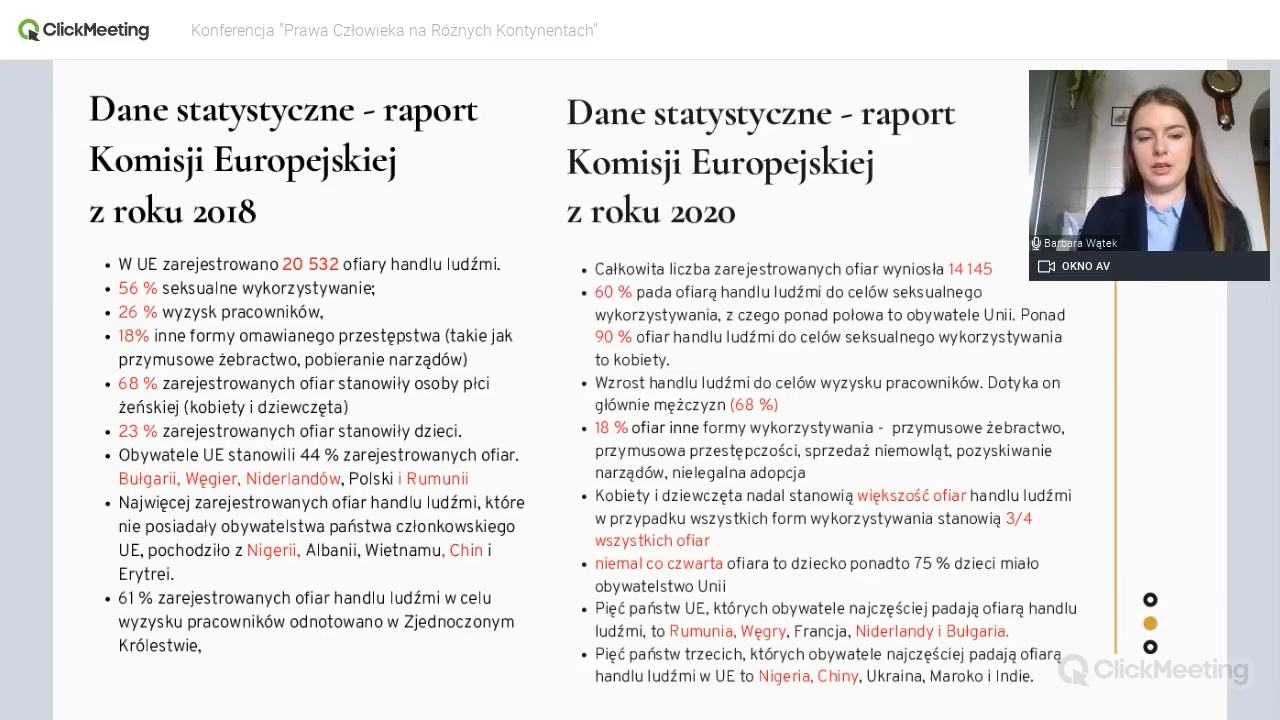 ClickMeeting
Konferencja "Prawa Człowieka na Różnych Kontynentach"
Dane statystyczne - raport
Komisji Europejskiej
z roku 2018
W UE zarejestrowano 20 532 ofiary handlu ludźmi.
56 % seksualne wykorzystywanie;
26 % wyzysk pracowników,
18% inne formy omawianego przestępstwa (takie jak
przymusowe żebractwo, pobieranie narządów)
68 % zarejestrowanych ofiar stanowiły osoby płci
żeńskiej (kobiety i dziewczęta)
23 % zarejestrowanych ofiar stanowiły dzieci.
Obywatele UE stanowili 44 % zarejestrowanych ofiar.
Bułgarii, Węgier, Niderlandów, Polski i Rumunii
Najwięcej zarejestrowanych ofiar handlu ludźmi, które
nie posiadały obywatelstwa państwa członkowskiego
UE, pochodziło z Nigerii, Albanii, Wietnamu, Chin i
Erytrei.
61 % zarejestrowanych ofiar handlu ludźmi w celu
wyzysku pracowników odnotowano w Zjednoczonym
Królestwie,
Dane statystyczne - raport
Komisji Europejskiej
z roku 2020
Całkowita liczba zarejestrowanych ofiar wyniosła 14 145
60 % pada ofiarą handlu ludźmi do celów seksualnego
wykorzystywania, z czego ponad połowa to obywatele Unii. Ponad
90 % ofiar handlu ludźmi do celów seksualnego wykorzystywania
to kobiety.
Wzrost handlu ludźmi do celów wyzysku pracowników. Dotyka on
głównie mężczyzn (68 %)
18 % ofiar inne formy wykorzystywania - przymusowe żebractwo,
przymusowa przestępczości, sprzedaż niemowląt, pozyskiwanie
narządów, nielegalna adopcja
Kobiety i dziewczęta nadal stanowią większość ofiar handlu ludźmi
w przypadku wszystkich form wykorzystywania stanowią 3/4
wszystkich ofiar
niemal co czwarta ofiara to dziecko ponadto 75 % dzieci miało
obywatelstwo Unii
Pięć państw UE, których obywatele najczęściej padają ofiarą handlu
ludźmi, to Rumunia, Węgry, Francja, Niderlandy i Bułgaria.
Pięć państw trzecich, których obywatele najczęściej padają ofiarą
handlu ludźmi w UE to Nigeria, Chiny, Ukraina, Maroko i Indie.
Barbara Wątek
OKNO AV
ClickMeeting